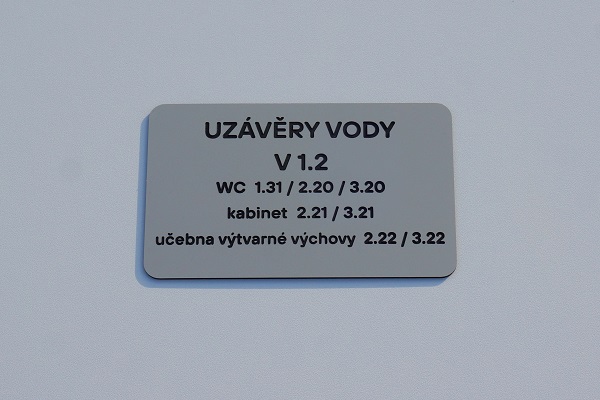 UZÁVĚRY VODY
V 1.2
WC 1.31 / 2.20 / 3.20
kabinet 2.21 / 3.21
učebna výtvarné výchovy 2.22 / 3.22